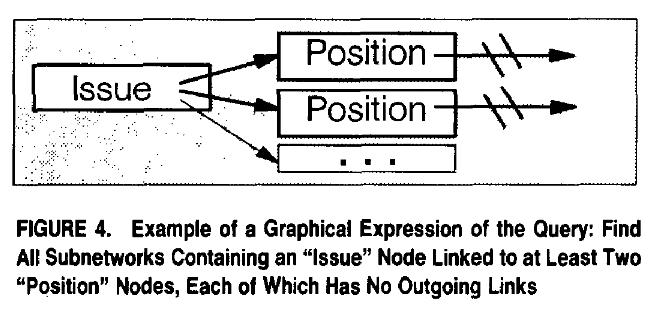 Position
Issue
Position
. . .
FIGURE 4. Example of a Graphical Expression of the Query: Find
All Subnetworks Containing an “Issue” Node Linked to at Least Two
“Position” Nodes, Each of Which Has No Outgoing Links